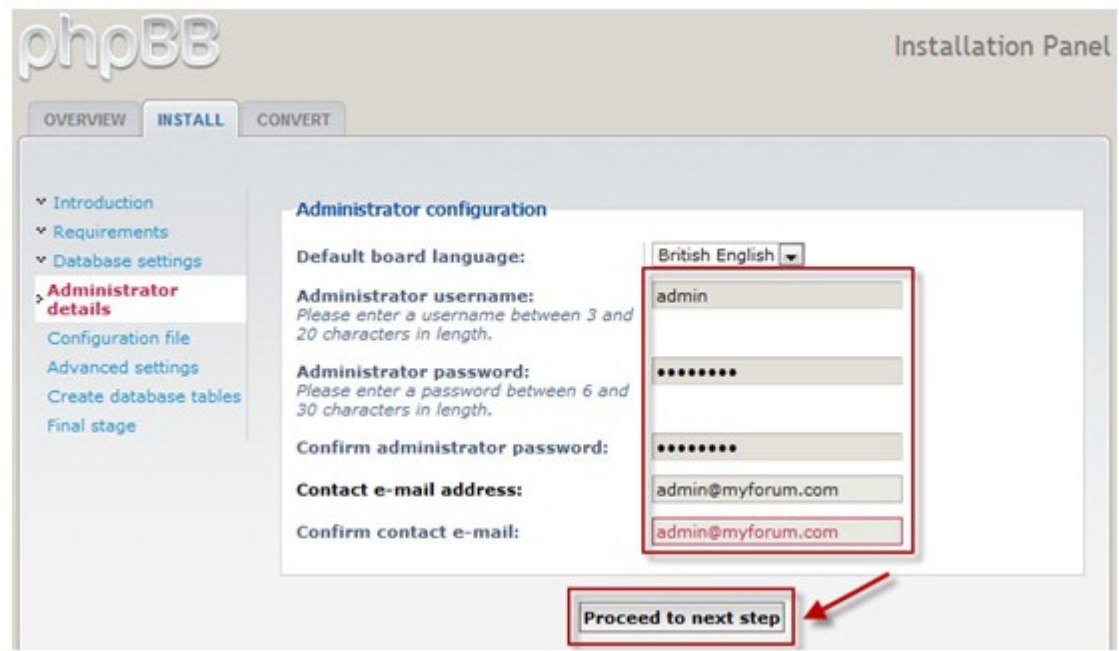 phpBB
Installation Panel
OVERVIEW INSTALL CONVERT
Introduction
Requirements
Database settings
Administrator
details
Configuration file
Advanced settings
Create database tables
Final stage
Administrator configuration
Default board language: British English
Administrator username: admin
Please enter a username between 3 and
20 characters in length.
Administrator password: ••••••••
Please enter a password between 6 and
30 characters in length.
Confirm administrator password: ••••••••
Contact e-mail address: admin@myforum.com
Confirm contact e-mail: admin@myforum.com
Proceed to next step